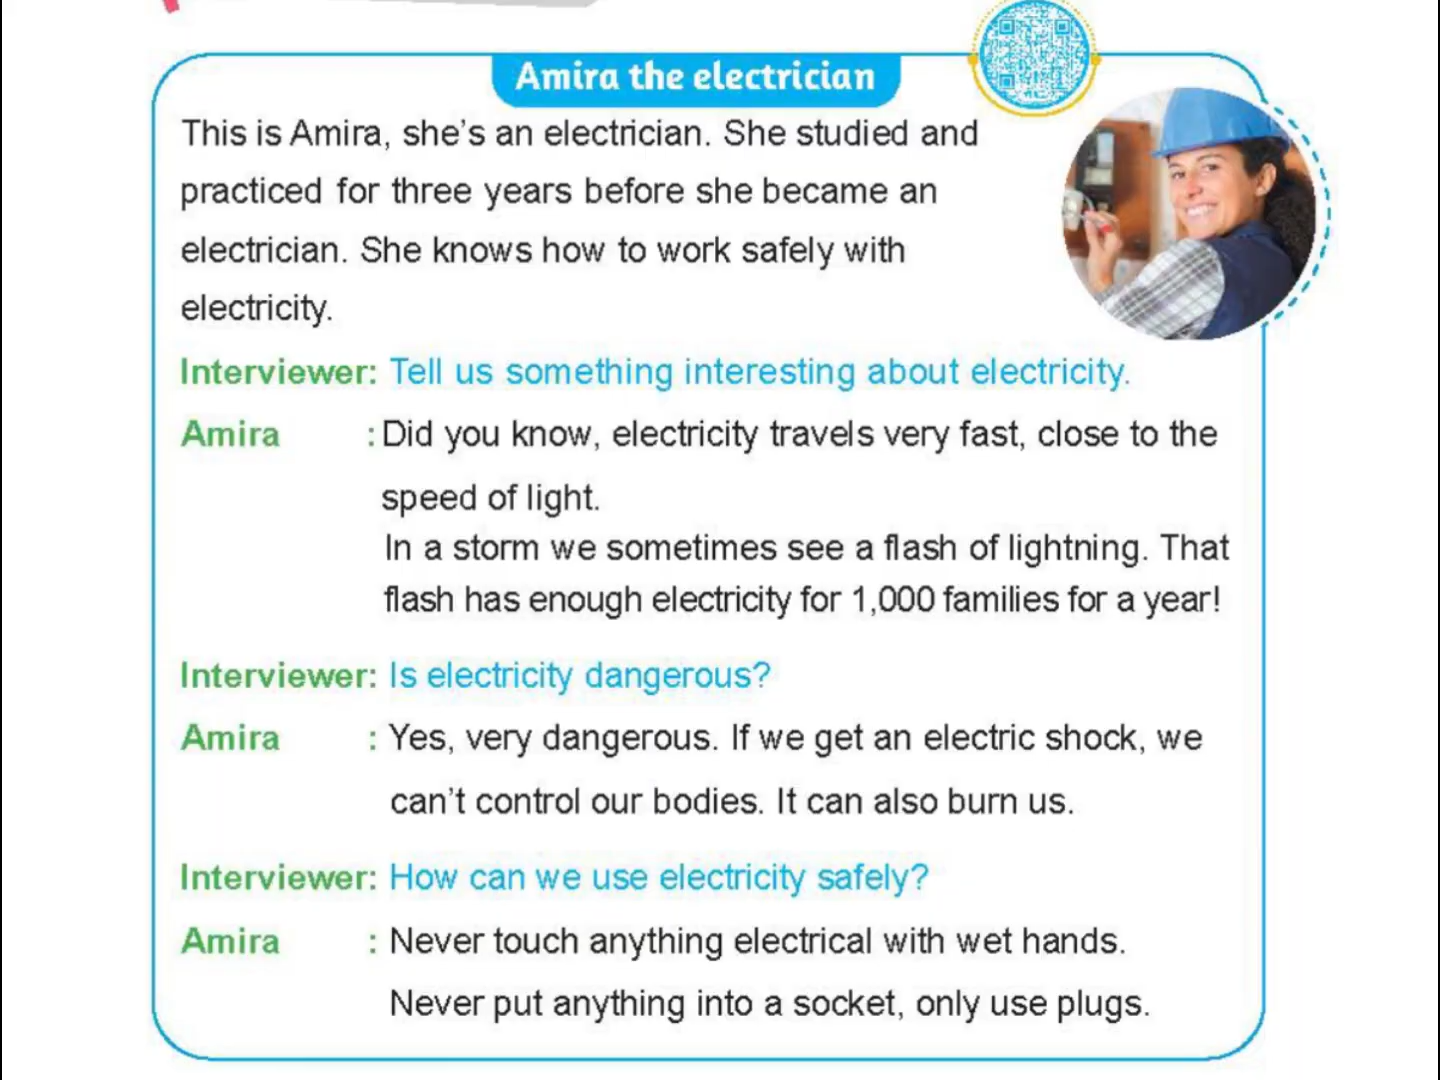 Amira the electrician
This is Amira, she's an electrician. She studied and
practiced for three years before she became an
electrician. She knows how to work safely with
electricity.
Interviewer: Tell us something interesting about electricity.
Amira : Did you know, electricity travels very fast, close to the
speed of light.
In a storm we sometimes see a flash of lightning. That
flash has enough electricity for 1,000 families for a year!
Interviewer: Is electricity dangerous?
Amira : Yes, very dangerous. If we get an electric shock, we
can't control our bodies. It can also burn us.
Interviewer: How can we use electricity safely?
Amira : Never touch anything electrical with wet hands.
Never put anything into a socket, only use plugs.